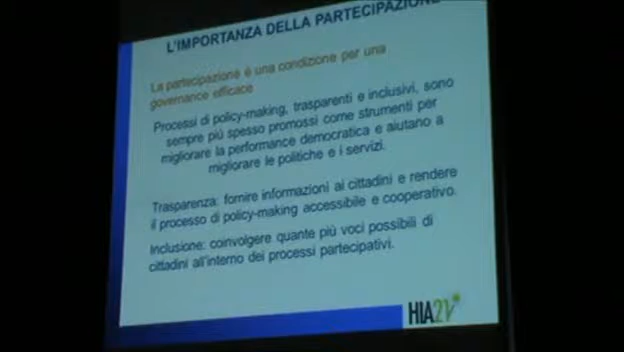 L'IMPORTANZA DELLA PARTECIPAZIONE
La partecipazione è una condizione per una
governance efficace
Processi di policy-making, trasparenti e inclusivi, sono
sempre più spesso promossi come strumenti per
migliorare la performance democratica e aiutano a
migliorare le politiche e i servizi.
Trasparenza: fornire informazioni ai cittadini e rendere
il processo di policy-making accessibile e cooperativo.
Inclusione: coinvolgere quante più voci possibili di
cittadini all'interno dei processi partecipativi.
HIA21